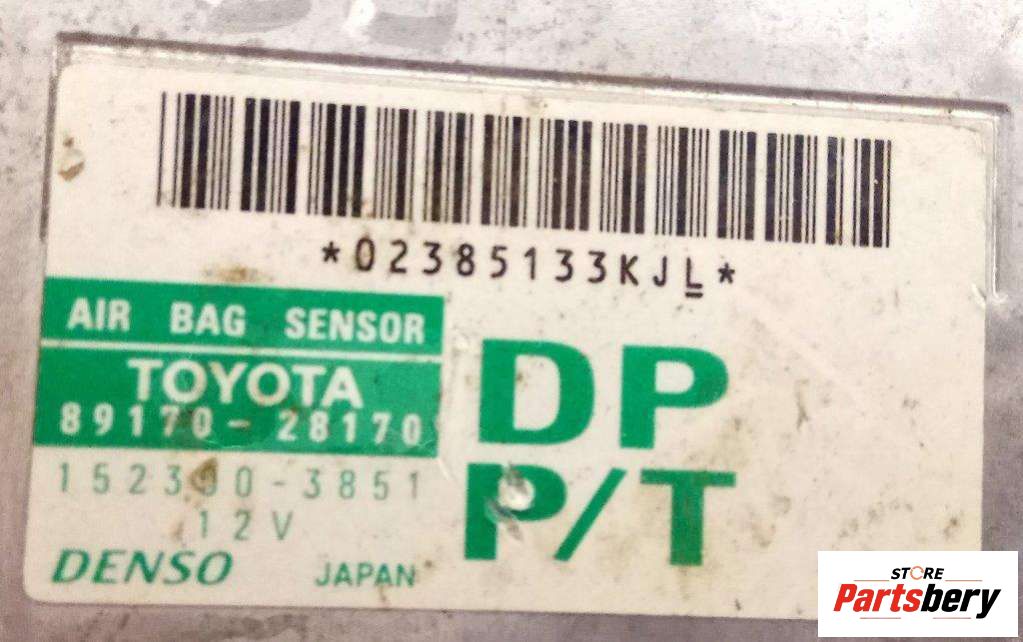 *02385133KJL*
AIR BAG SENSOR
TOYOTA
89170-28170
152300-3851
12V
DENSO JAPAN
DP
P/T
STORE
Partsbery